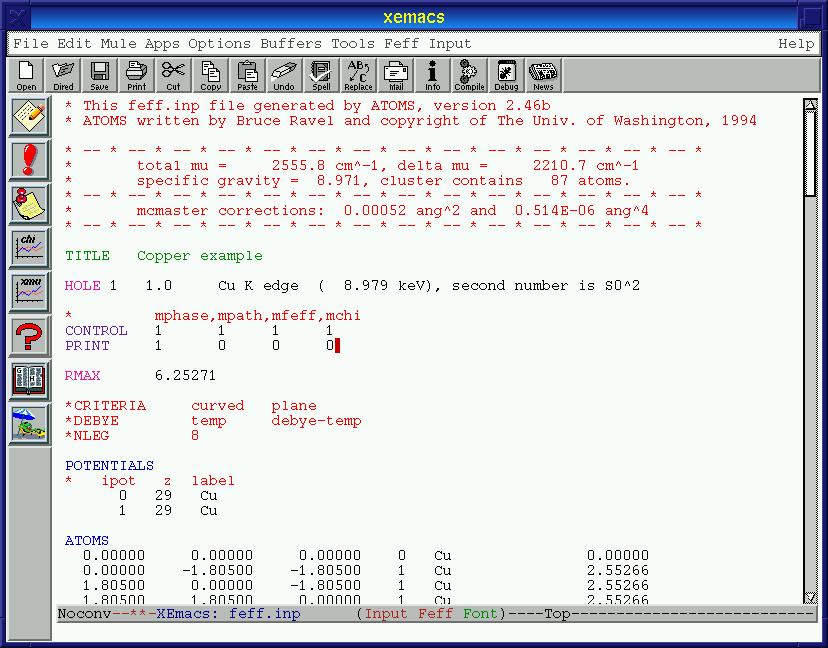 xemacs
File Edit Mule Apps Options Buffers Tools Feff Input Help
Open Dired Save Print Cut Copy Paste Undo Spell Replace Mail Info Compile Debug News
* This feff.inp file generated by ATOMS, version 2.46b
* ATOMS written by Bruce Ravel and copyright of The Univ. of Washington, 1994
* -- * -- * -- * -- * -- * -- * -- * -- * -- * -- * -- * -- * -- * -- *
* total mu = 2555.8 cm^-1, delta mu = 2210.7 cm^-1
* specific gravity = 8.971, cluster contains 87 atoms.
* -- * -- * -- * -- * -- * -- * -- * -- * -- * -- * -- * -- * -- * -- *
* mcmaster corrections: 0.00052 ang^2 and 0.514E-06 ang^4
* -- * -- * -- * -- * -- * -- * -- * -- * -- * -- * -- * -- * -- * -- *
chi
TITLE Copper example
xmu
HOLE 1 1.0 Cu K edge ( 8.979 keV), second number is S0^2
* mphase,mpath,mfeff,mchi
CONTROL 1 1 1 1
PRINT 1 0 0 0
RMAX 6.25271
*CRITERIA curved plane
*DEBYE temp debye-temp
*NLEG 8
POTENTIALS
* ipot z label
0 29 Cu
1 29 Cu
ATOMS
0.00000 0.00000 0.00000 0 Cu 0.00000
0.00000 -1.80500 -1.80500 1 Cu 2.55266
1.80500 0.00000 -1.80500 1 Cu 2.55266
1.80500 1.80500 0.00000 1 Cu 2.55266
Noconv--**-XEmacs: feff.inp (Input Feff Font)----Top---------------------------